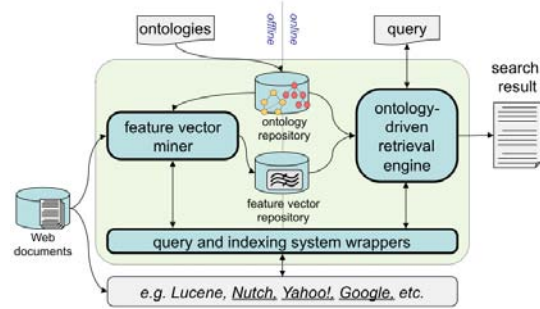 ontologies
offline
online
query
search
result
ontology
repository
ontology-
driven
retrieval
engine
feature vector
miner
feature vector
repository
Web
documents
query and indexing system wrappers
e.g. Lucene, Nutch, Yahoo!, Google, etc.